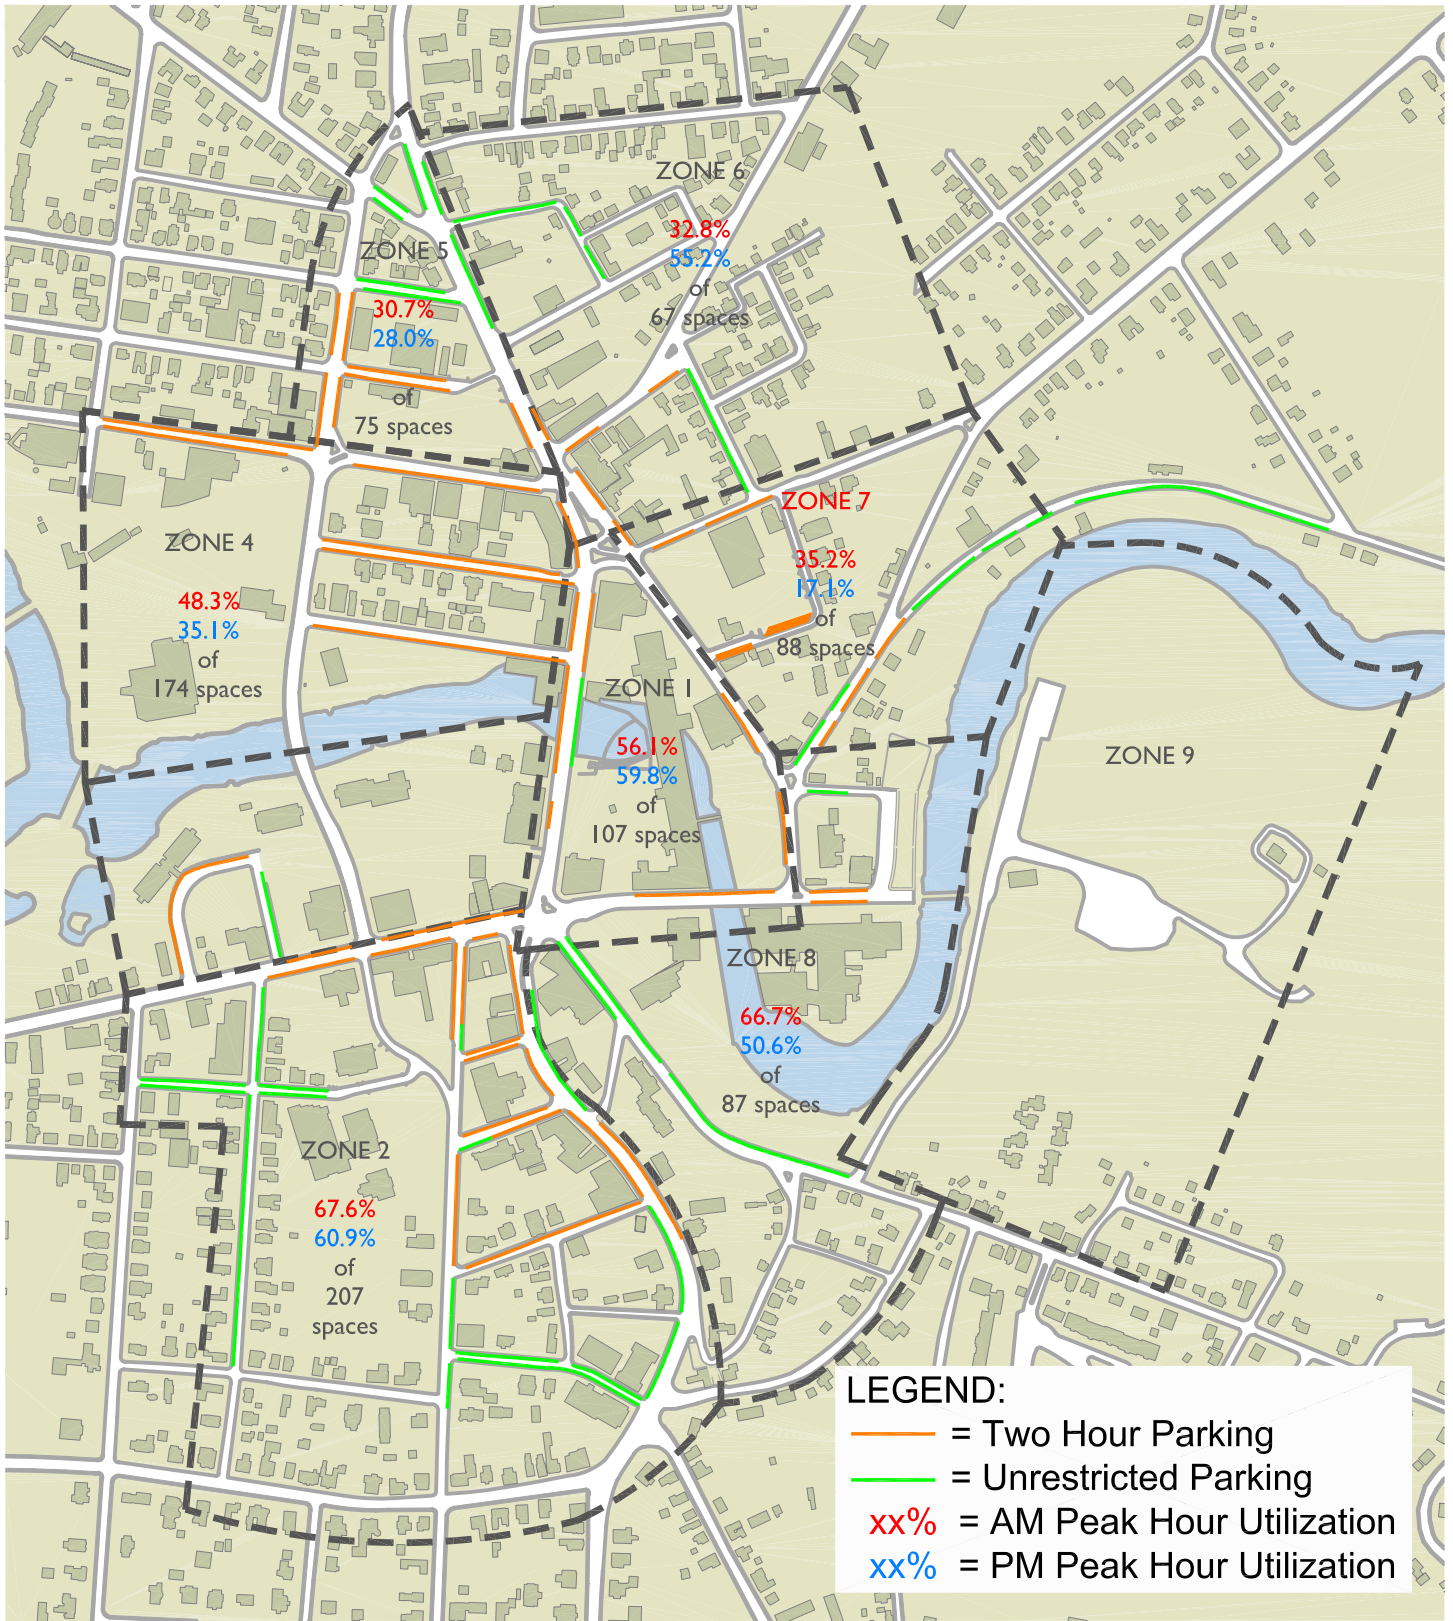 ZONE 6
32.8%
55.2%
of
67 spaces
ZONE 5
30.7%
28.0%
of
75 spaces
ZONE 7
35.2%
17.1%
of
88 spaces
ZONE 4
48.3%
35.1%
of
174 spaces
ZONE 1
56.1%
59.8%
of
107 spaces
ZONE 9
ZONE 8
66.7%
50.6%
of
87 spaces
ZONE 2
67.6%
60.9%
of
207
spaces
LEGEND:
= Two Hour Parking
= Unrestricted Parking
xx% = AM Peak Hour Utilization
xx% = PM Peak Hour Utilization